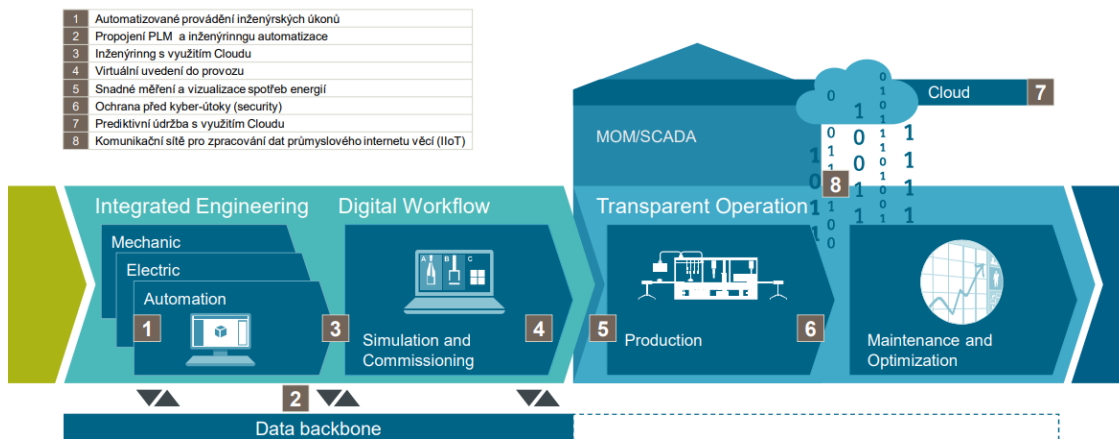 1 Automatizované provádění inženýrských úkonů
2 Propojení PLM a inženýrinngu automatizace
3 Inženýrinng s využitím Cloudu
4 Virtuální uvedení do provozu
5 Snadné měření a vizualizace spotřeb energií
6 Ochrana před kyber-útoky (security)
7 Prediktivní údržba s využitím Cloudu
8 Komunikační sítě pro zpracování dat průmyslového internetu věcí (IIoT)
Cloud
7
MOM/SCADA
8
Integrated Engineering
Digital Workflow
Transparent Operation
Mechanic
Electric
Automation
1
3
A B C
Simulation and
Commissioning
4
5
Production
6
Maintenance and
Optimization
2
Data backbone